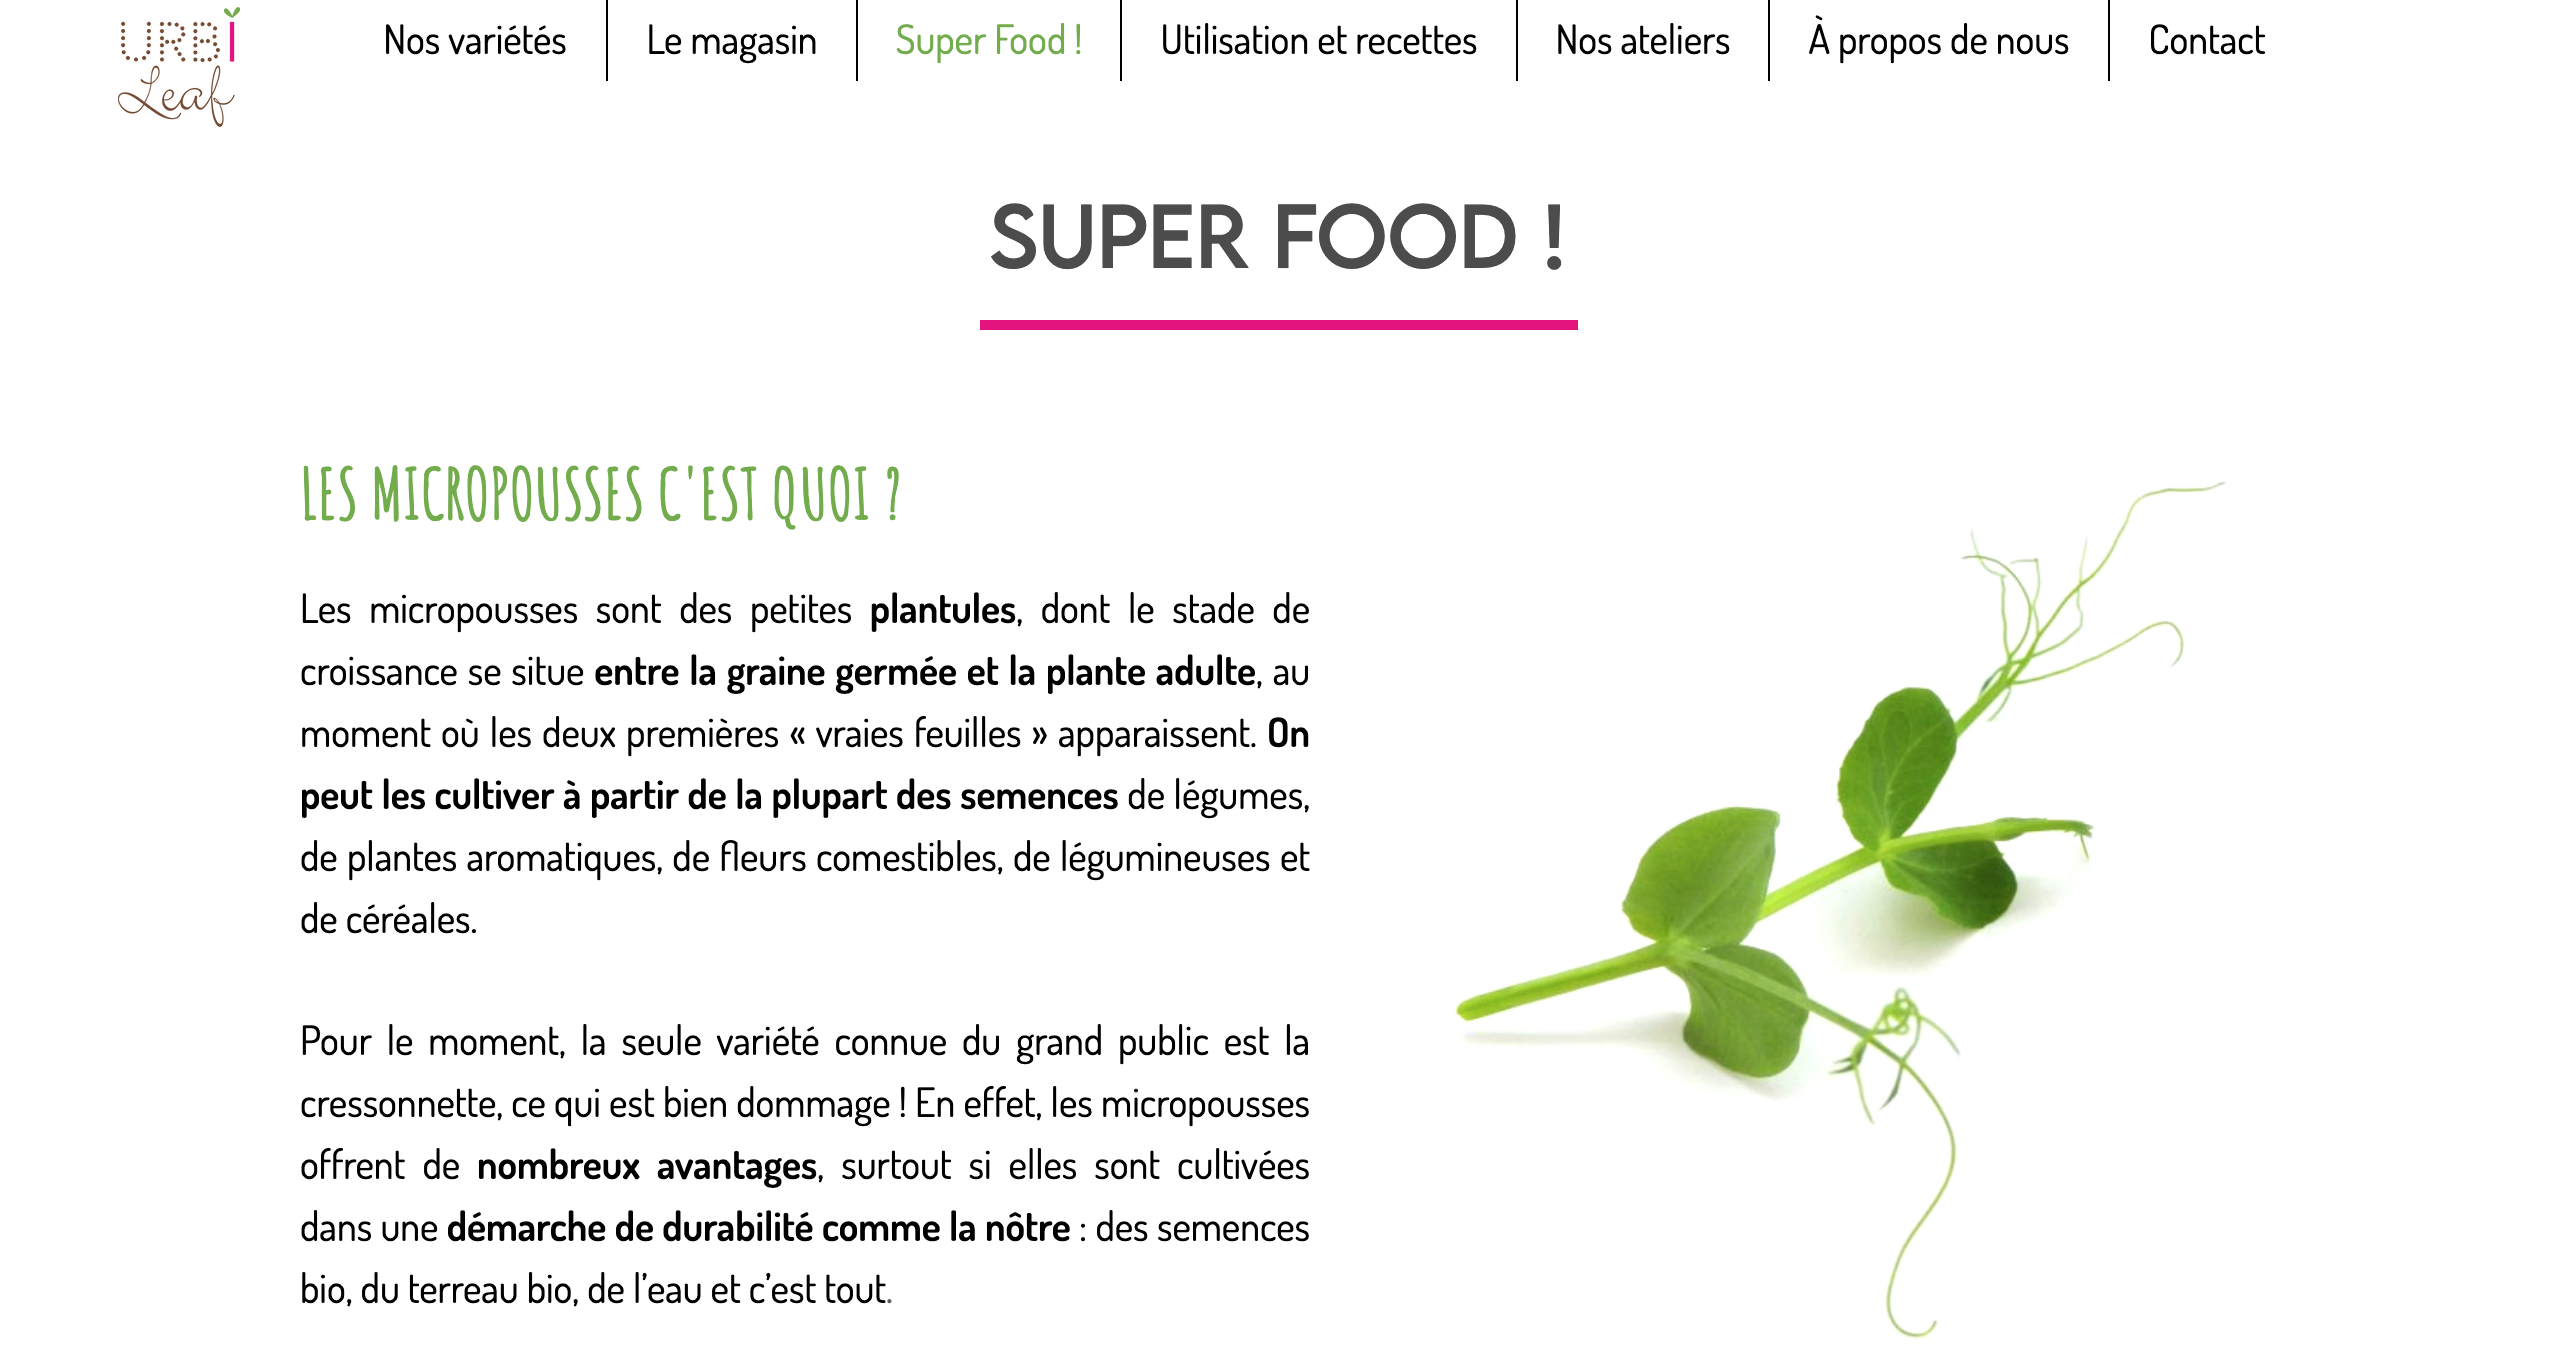 URBI
Leaf
Nos variétés
Le magasin
Super Food !
Utilisation et recettes
Nos ateliers
À propos de nous
Contact
SUPER FOOD !
LES MICROPOUSSES C'EST QUOI ?
Les micropousses sont des petites plantules, dont le stade de
croissance se situe entre la graine germée et la plante adulte, au
moment où les deux premières « vraies feuilles » apparaissent. On
peut les cultiver à partir de la plupart des semences de légumes,
de plantes aromatiques, de fleurs comestibles, de légumineuses et
de céréales.
Pour le moment, la seule variété connue du grand public est la
cressonnette, ce qui est bien dommage ! En effet, les micropousses
offrent de nombreux avantages, surtout si elles sont cultivées
dans une démarche de durabilité comme la nôtre : des semences
bio, du terreau bio, de l’eau et c’est tout.